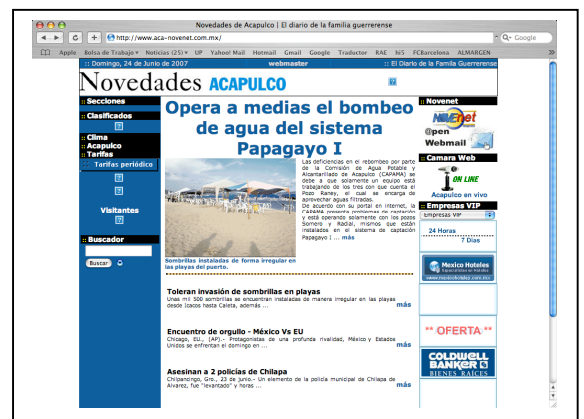 Novedades de Acapulco | El diario de la familia guerrerense
http://www.aca-novenet.com.mx/
Google
Apple Bolsa de Trabajo Noticias (25) UP Yahoo! Mail Hotmail Gmail Google Traductor RAE hi5 FCBarcelona ALMARGEN
:: Domingo, 24 de Junio de 2007 webmaster :: El Diario de la Familia Guerrerense
Novedades ACAPULCO
:: Secciones
:: Clasificados
:: Clima
:: Acapulco
:: Tarifas
:: Tarifas periódico
Visitantes
:: Buscador
Buscar
Opera a medias el bombeo
de agua del sistema
Papagayo I
Las deficiencias en el rebombeo por parte
de la Comisión de Agua Potable y
Alcantarillado de Acapulco (CAPAMA) se
debe a que solamente un equipo está
trabajando de los tres con que cuenta el
Pozo Raney, el cual se encarga de
aprovechar aguas filtradas.
De acuerdo con su portal en internet, la
CAPAMA presenta problemas de captación
y está operando solamente con los pozos
Somero y Radial, mismos que están
instalados en el sistema de captación
Papagayo I ... más
Sombrillas instaladas de forma irregular en
las playas del puerto.
Toleran invasión de sombrillas en playas
Unas mil 500 sombrillas se encuentran instaladas de manera irregular en las playas
desde Icacos hasta Caleta, además ... más
Encuentro de orgullo - México Vs EU
Chicago, EU., (AP).- Protagonistas de una profunda rivalidad, México y Estados
Unidos se enfrentan el domingo en ... más
Asesinan a 2 policías de Chilapa
Chilpancingo, Gro., 23 de junio.- Un elemento de la policía municipal de Chilapa de
Alvarez, fue "levantado" y horas ... más
:: Novenet
NOVEnet
@pen
Webmail
:: Camara Web
ON LINE
Acapulco en vivo
:: Empresas VIP
Empresas VIP
24 Horas
7 Dias
Mexico Hoteles
Especialistas en Hoteles
www.mexicohoteles.com.mx
** OFERTA **
COLDWELL
BANKER
BIENES RAÍCES